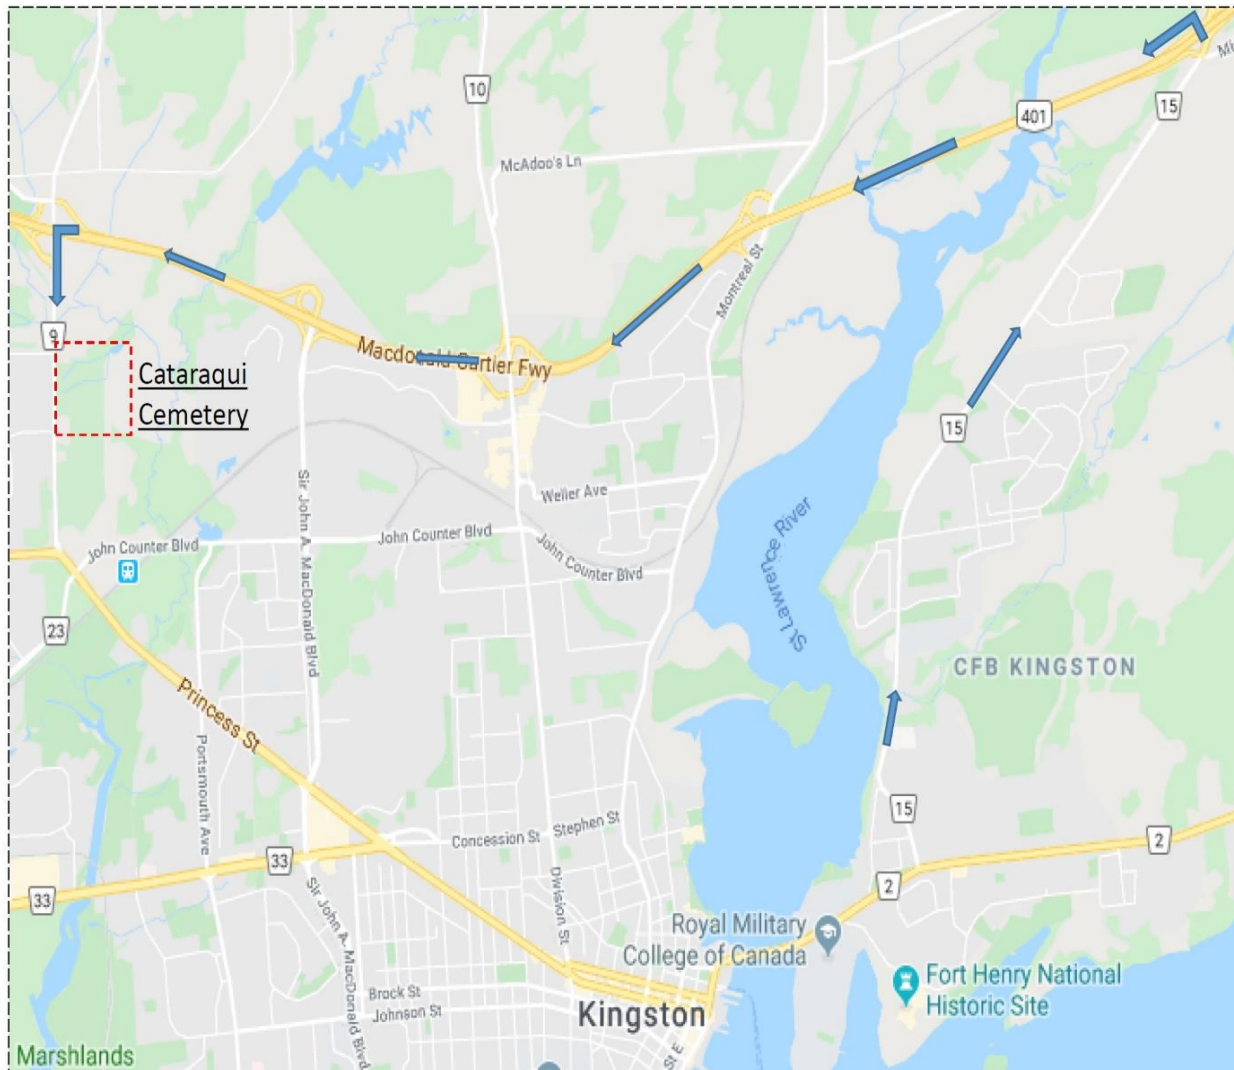 10
401
15
Mi
McAdoo's Ln
Montreal St
9
Cataraqui
Cemetery
Macdonald Cartier Fwy
15
Sir John A. MacDonald Blvd
Weller Ave
St Lawrence River
John Counter Blvd
John Counter Blvd
John Counter Blvd
23
CFB KINGSTON
Princess St
Portsmouth Ave
15
Concession St
Stephen St
2
33
33
2
Division St
Sir John A. MacDonald Blvd
Royal Military
College of Canada
Fort Henry National
Historic Site
Brock St
Johnson St
Kingston
St E
Marshlands